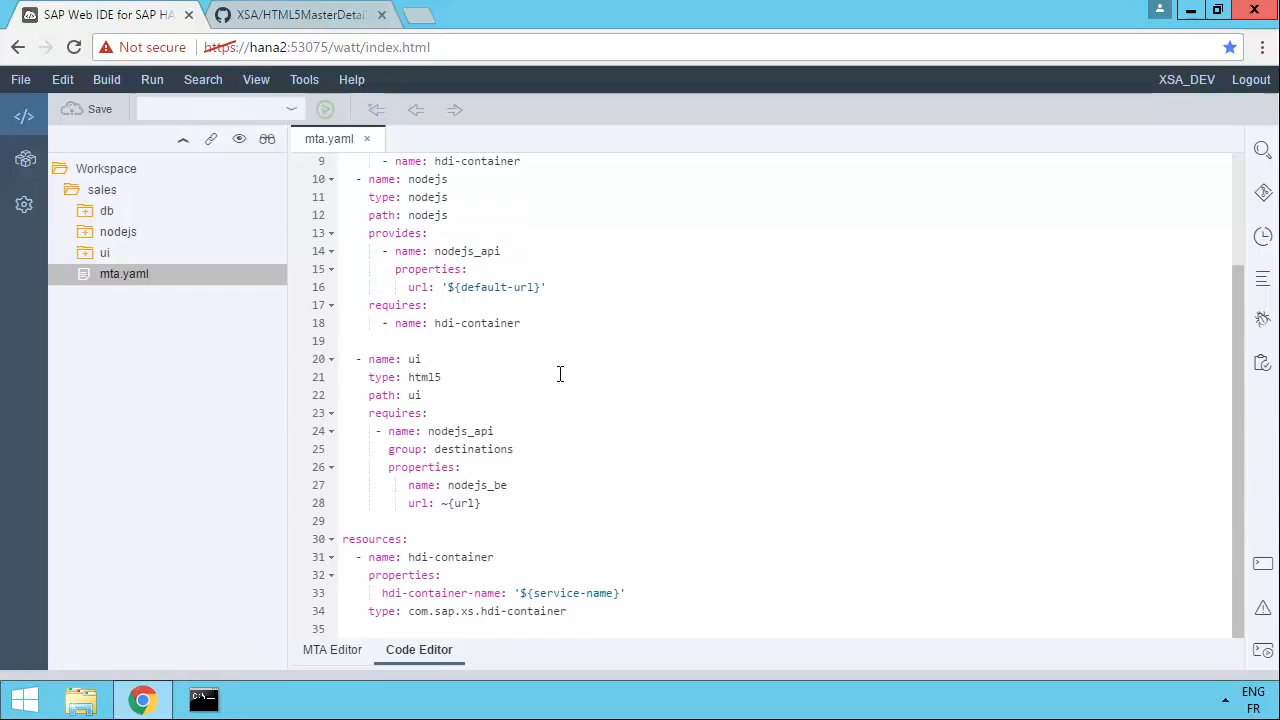 SAP Web IDE for SAP HA
XSA/HTML5MasterDetail
Not secure
https://hana2:53075/watt/index.html
File Edit Build Run Search View Tools Help
XSA_DEV Logout
Save
mta.yaml
Workspace
sales
db
nodejs
ui
mta.yaml
9 - name: hdi-container
10 - name: nodejs
11 type: nodejs
12 path: nodejs
13 provides:
14 - name: nodejs_api
15 properties:
16 url: '${default-url}'
17 requires:
18 - name: hdi-container
19
20 - name: ui
21 type: html5
22 path: ui
23 requires:
24 - name: nodejs_api
25 group: destinations
26 properties:
27 name: nodejs_be
28 url: ~{url}
29
30 resources:
31 - name: hdi-container
32 properties:
33 hdi-container-name: '${service-name}'
34 type: com.sap.xs.hdi-container
35
MTA Editor Code Editor
ENG
FR